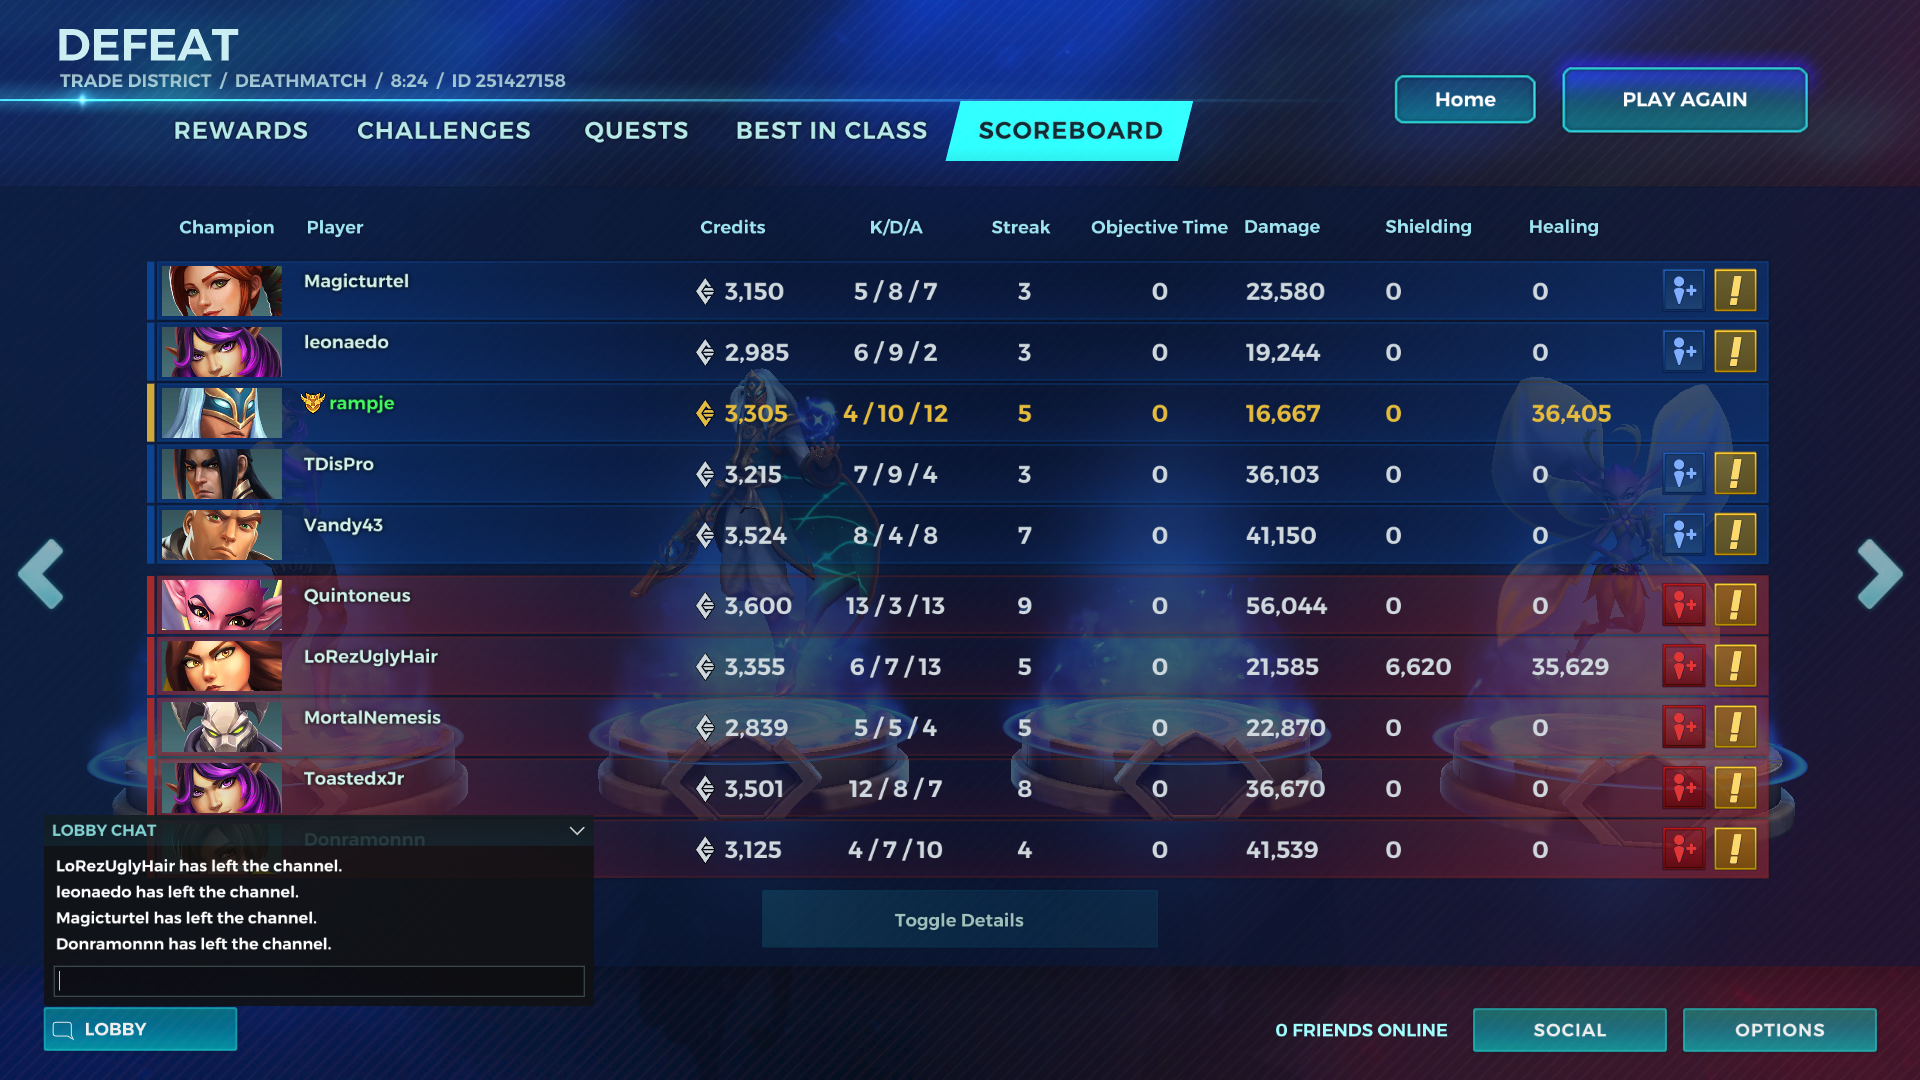 DEFEAT
TRADE DISTRICT / DEATHMATCH / 8:24 / ID 251427158
Home
PLAY AGAIN
REWARDS CHALLENGES QUESTS BEST IN CLASS SCOREBOARD
Champion Player Credits K/D/A Streak Objective Time Damage Shielding Healing
Magicturtel 3,150 5 / 8 / 7 3 0 23,580 0 0
leonaedo 2,985 6 / 9 / 2 3 0 19,244 0 0
rampje 3,305 4 / 10 / 12 5 0 16,667 0 36,405
TDisPro 3,215 7 / 9 / 4 3 0 36,103 0 0
Vandy43 3,524 8 / 4 / 8 7 0 41,150 0 0
Quintoneus 3,600 13 / 3 / 13 9 0 56,044 0 0
LoRezUglyHair 3,355 6 / 7 / 13 5 0 21,585 6,620 35,629
MortalNemesis 2,839 5 / 5 / 4 5 0 22,870 0 0
ToastedxJr 3,501 12 / 8 / 7 8 0 36,670 0 0
Donramonnn 3,125 4 / 7 / 10 4 0 41,539 0 0
LOBBY CHAT
LoRezUglyHair has left the channel.
leonaedo has left the channel.
Magicturtel has left the channel.
Donramonnn has left the channel.
Toggle Details
LOBBY
0 FRIENDS ONLINE
SOCIAL
OPTIONS